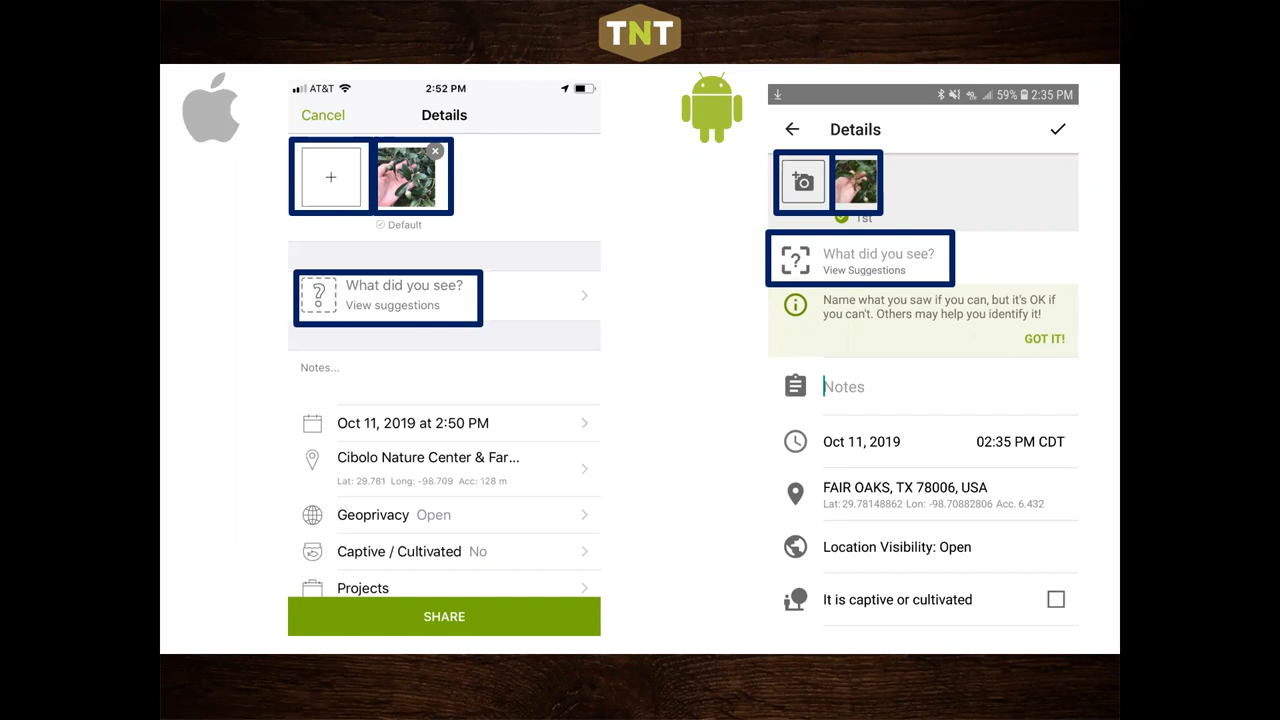 TNT
AT&T
2:52 PM
Cancel
Details
Default
What did you see?
View suggestions
Notes...
Oct 11, 2019 at 2:50 PM
Cibolo Nature Center & Far...
Lat: 29.781 Long: -98.709 Acc: 128 m
Geoprivacy Open
Captive / Cultivated No
Projects
SHARE
59% 2:35 PM
Details
1st
What did you see?
View Suggestions
Name what you saw if you can, but it's OK if
you can't. Others may help you identify it!
GOT IT!
Notes
Oct 11, 2019 02:35 PM CDT
FAIR OAKS, TX 78006, USA
Lat: 29.78148862 Lon: -98.70882806 Acc. 6.432
Location Visibility: Open
It is captive or cultivated